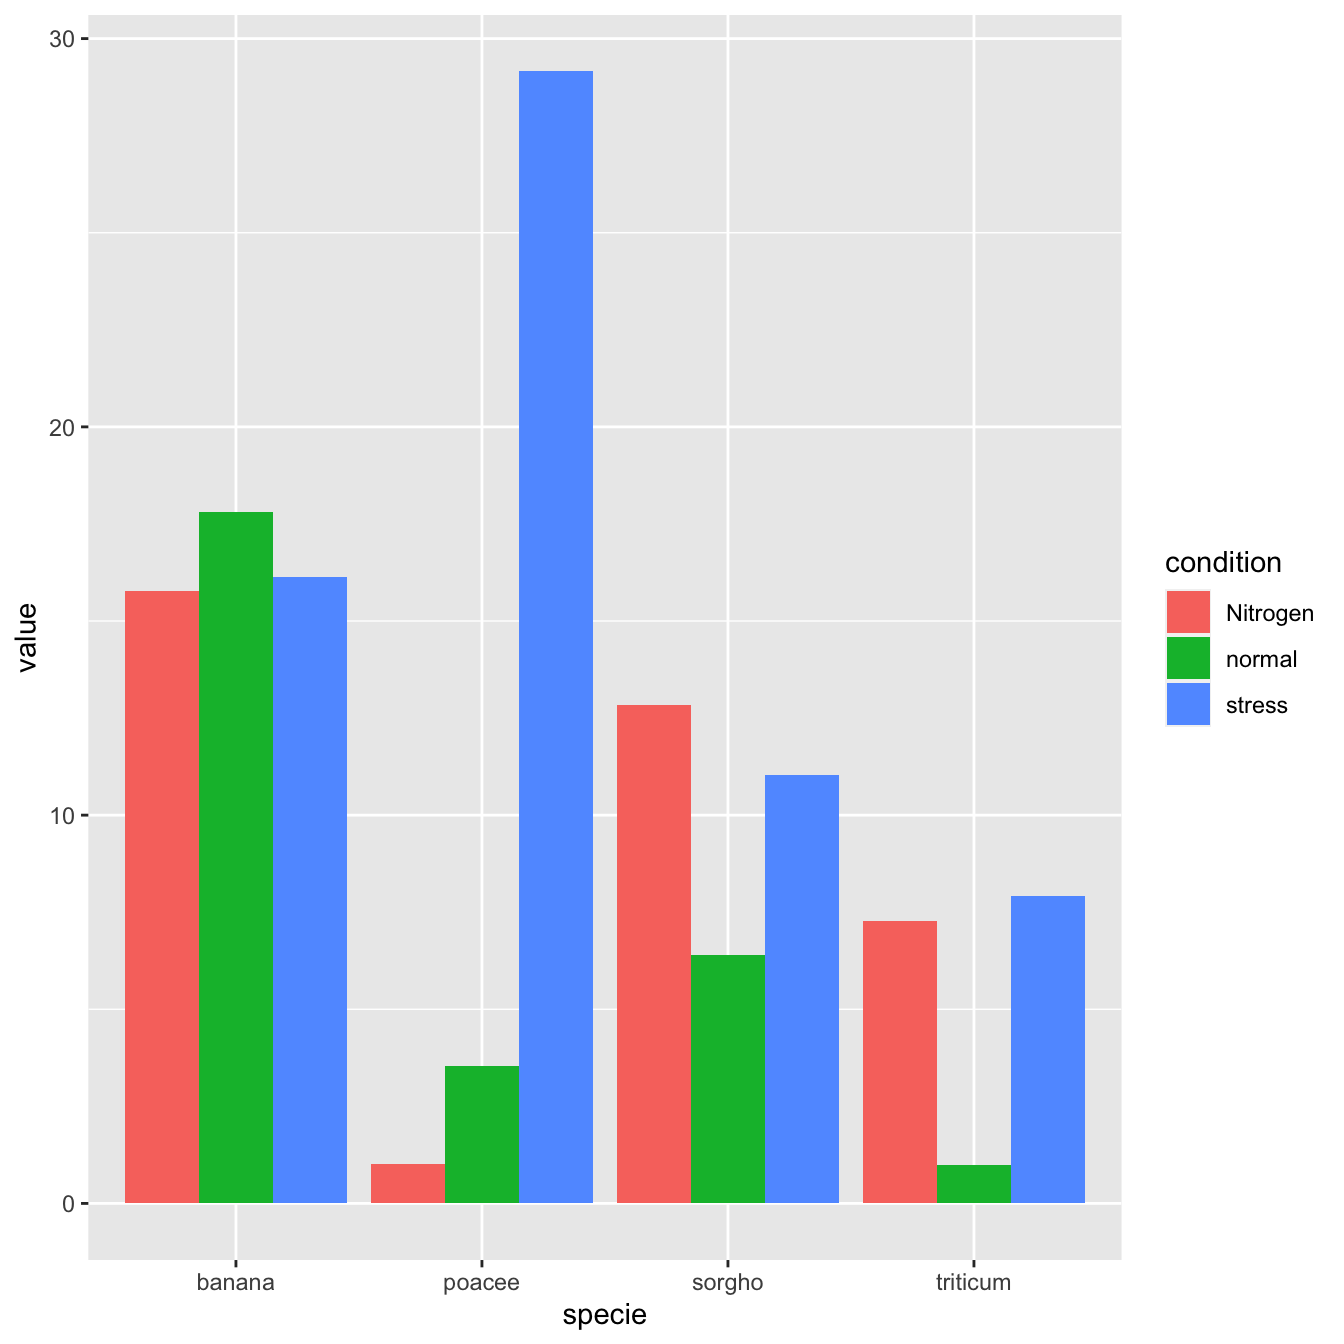 30
20
10
0
value
banana poacee sorgho triticum
specie
condition
Nitrogen
normal
stress